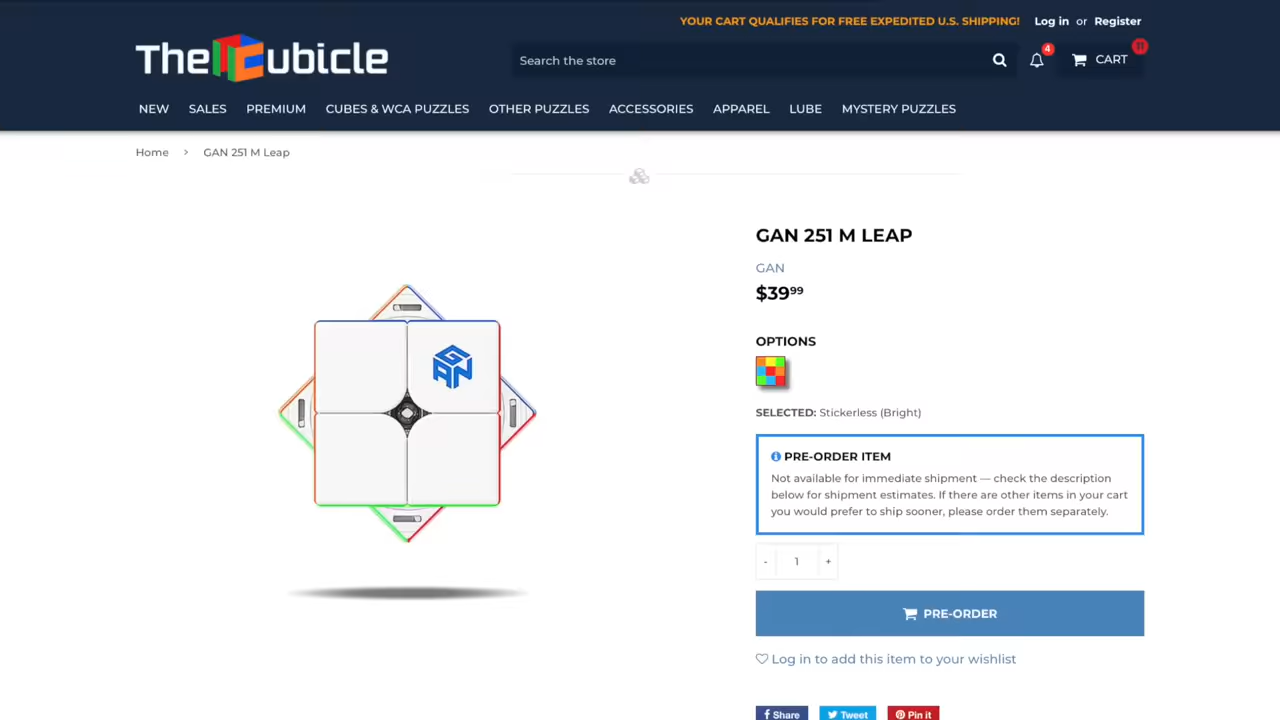 YOUR CART QUALIFIES FOR FREE EXPEDITED U.S. SHIPPING! Log in or Register
TheCubicle
Search the store
4
CART
11
NEW SALES PREMIUM CUBES & WCA PUZZLES OTHER PUZZLES ACCESSORIES APPAREL LUBE MYSTERY PUZZLES
Home > GAN 251 M Leap
GAN
GAN 251 M LEAP
GAN
$39.99
OPTIONS
SELECTED: Stickerless (Bright)
PRE-ORDER ITEM
Not available for immediate shipment — check the description
below for shipment estimates. If there are other items in your cart
you would prefer to ship sooner, please order them separately.
- 1 +
PRE-ORDER
Log in to add this item to your wishlist
Share Tweet Pin it